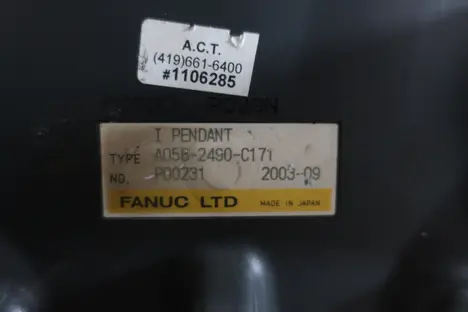 A.C.T.
(419)661-6400
#1106285
I PENDANT
TYPE A05B-2490-C171
NO. P00231 2003-09
FANUC LTD MADE IN JAPAN